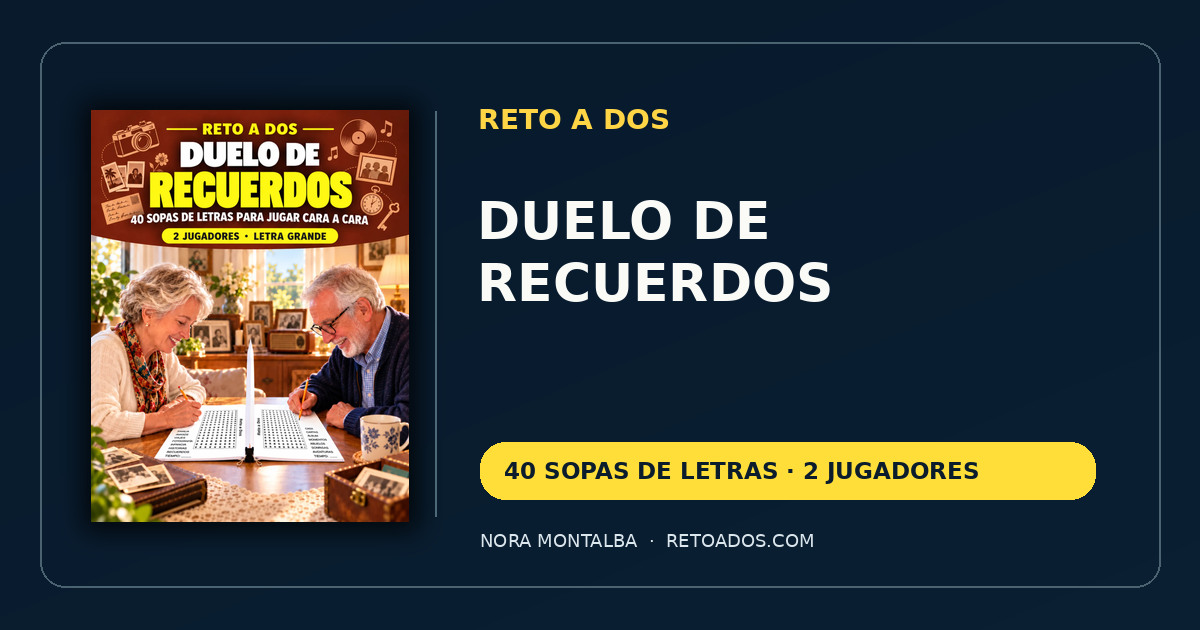 RETO A DOS
DUELO DE
RECUERDOS
40 SOPAS DE LETRAS PARA JUGAR CARA A CARA
2 JUGADORES • LETRA GRANDE
RETO A DOS
DUELO DE
RECUERDOS
40 SOPAS DE LETRAS · 2 JUGADORES
NORA MONTALBA · RETOADOS.COM